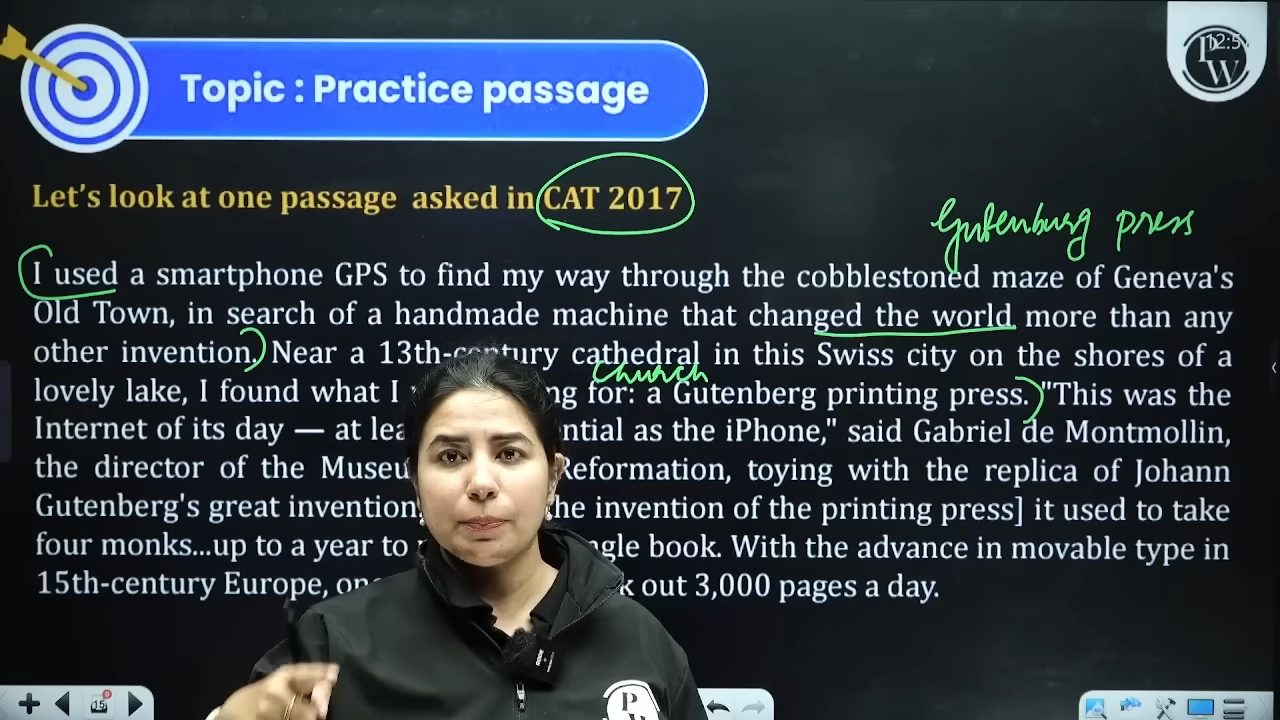 12:5
PW
Topic : Practice passage
Let's look at one passage asked in CAT 2017
Gutenburg press
I used a smartphone GPS to find my way through the cobblestoned maze of Geneva's
Old Town, in search of a handmade machine that changed the world more than any
other invention. Near a 13th-century cathedral in this Swiss city on the shores of a
church
lovely lake, I found what I ng for: a Gutenberg printing press. "This was the
Internet of its day — at lea ntial as the iPhone," said Gabriel de Montmollin,
the director of the Museu Reformation, toying with the replica of Johann
Gutenberg's great invention he invention of the printing press] it used to take
four monks...up to a year to ngle book. With the advance in movable type in
15th-century Europe, on k out 3,000 pages a day.
15
PW